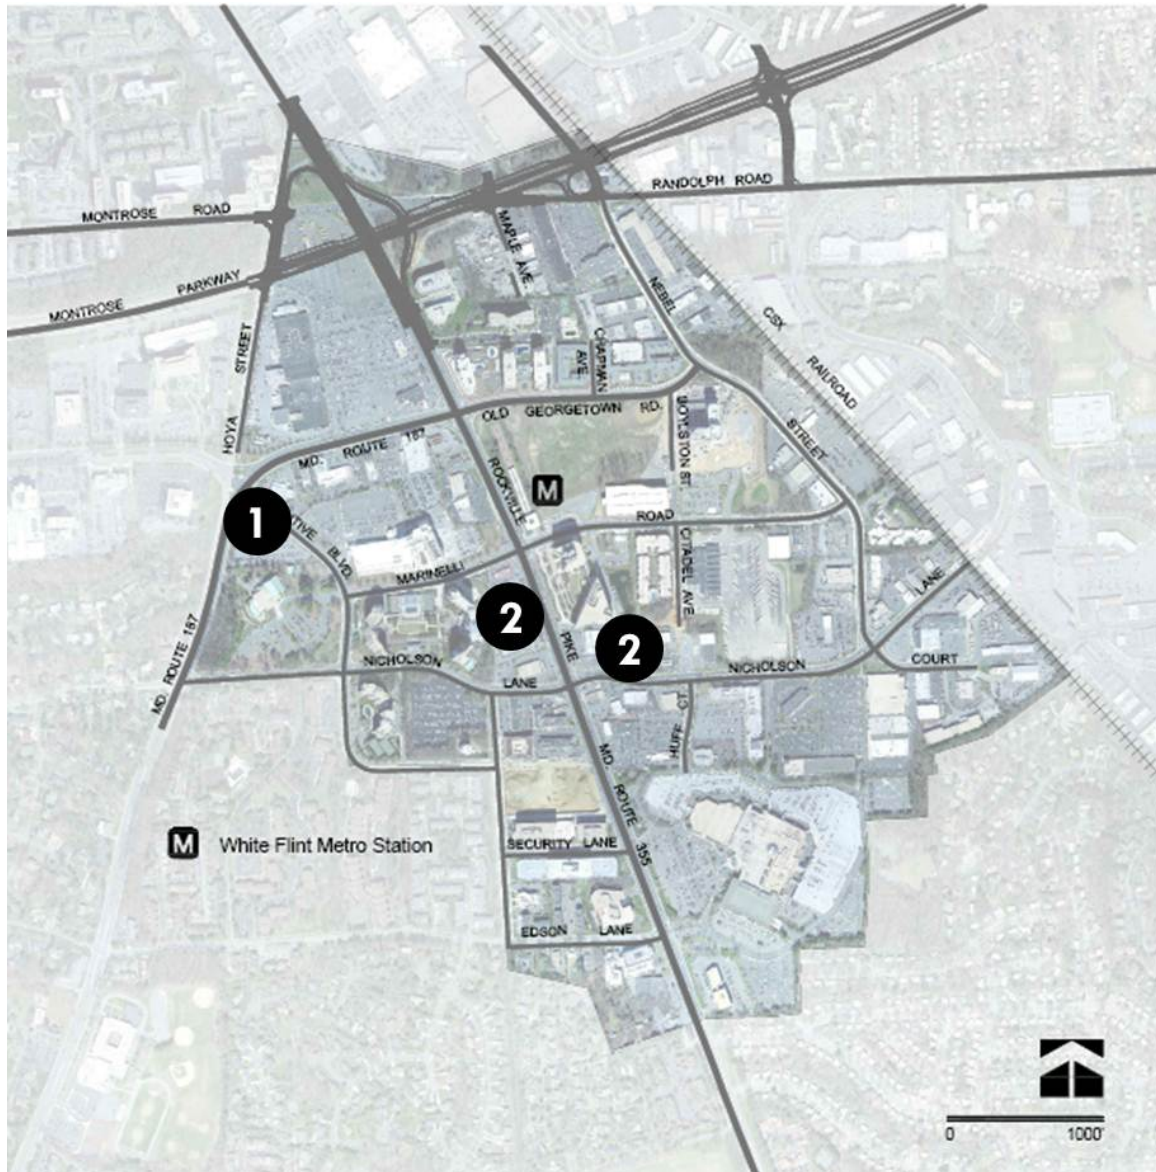 RANDOLPH ROAD
MONTROSE ROAD
MAPLE AVE.
MONTROSE PARKWAY
NEBEL
CSX
RAILROAD
HOYA STREET
CHAPMAN AVE
OLD GEORGETOWN RD.
BOYLSTON ST.
STREET
MD. ROUTE 187
ROCKVILLE
M
1
ROAD
BLVD.
MARINELLI
CITADEL AVE.
LANE
2
2
PIKE
MD. ROUTE 187
NICHOLSON
LANE
NICHOLSON
COURT
HUFF CT
MD. ROUTE 355
M White Flint Metro Station
SECURITY LANE
EDSON LANE
0 1000'